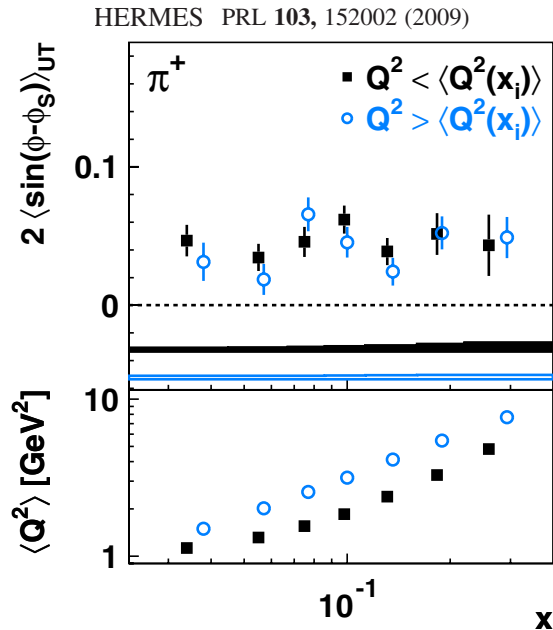 HERMES PRL 103, 152002 (2009)
2 ⟨sin(ϕ-ϕS)⟩UT
π+
Q2 < ⟨Q2(xi)⟩
Q2 > ⟨Q2(xi)⟩
0.1
0
⟨Q2⟩ [GeV2]
10
1
10-1
x